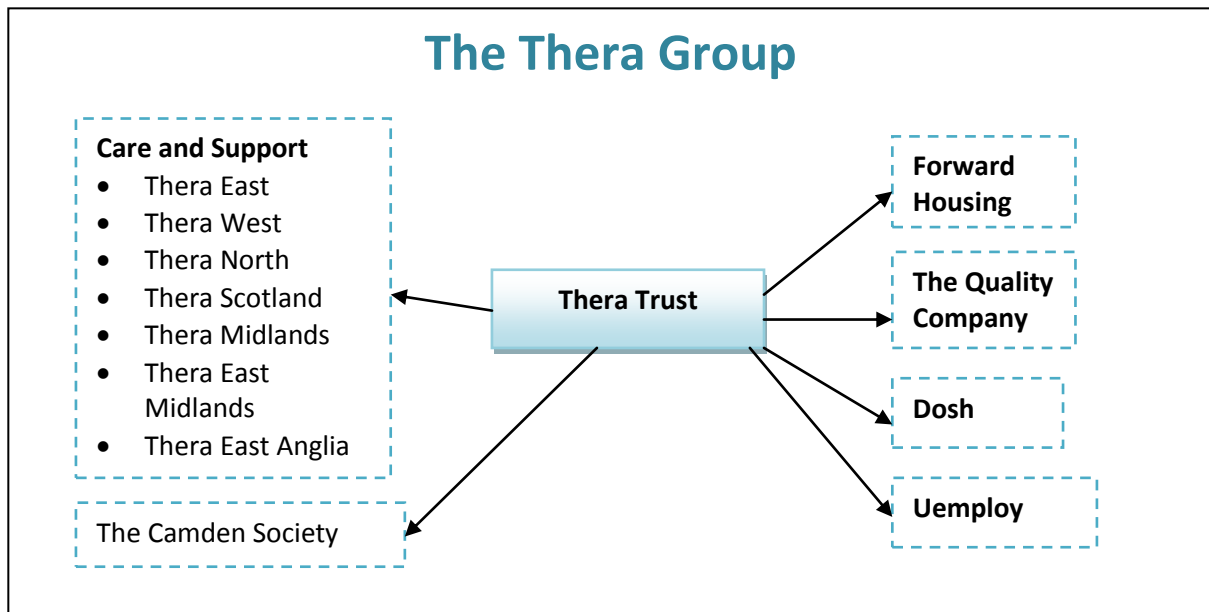 The Thera Group
Care and Support
• Thera East
• Thera West
• Thera North
• Thera Scotland
• Thera Midlands
• Thera East
Midlands
• Thera East Anglia
The Camden Society
Thera Trust
Forward
Housing
The Quality
Company
Dosh
Uemploy